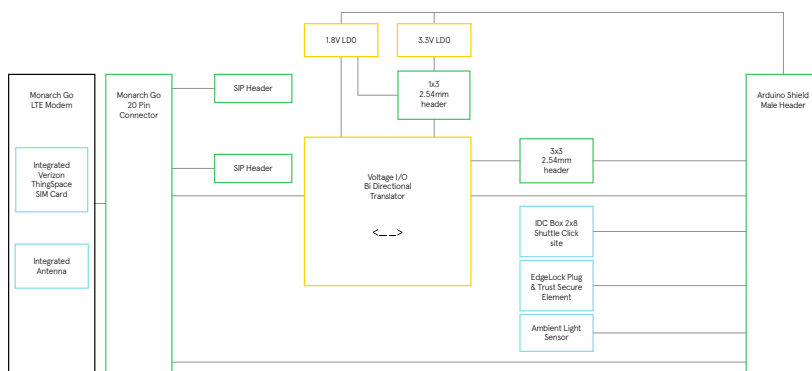 1.8V LDO
3.3V LDO
Monarch Go
LTE Modem
Monarch Go
20 Pin
Connector
SIP Header
1x3
2.54mm
header
Arduino Shield
Male Header
Integrated
Verizon
ThingSpace
SIM Card
SIP Header
Voltage I/O
Bi Directional
Translator
<__>
3x3
2.54mm
header
IDC Box 2x8
Shuttle Click
site
Integrated
Antenna
EdgeLock Plug
& Trust Secure
Element
Ambient Light
Sensor